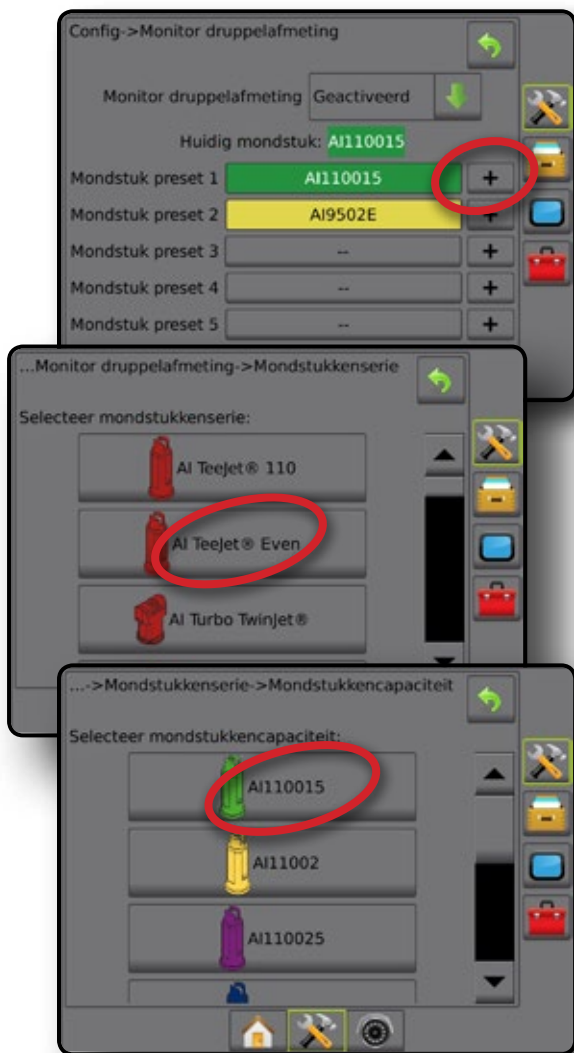 Config->Monitor druppelafmeting
Monitor druppelafmeting Geactiveerd
Huidig mondstuk: AI110015
Mondstuk preset 1 AI110015 +
Mondstuk preset 2 AI9502E +
Mondstuk preset 3 -- +
Mondstuk preset 4 -- +
Mondstuk preset 5 -- +
...Monitor druppelafmeting->Mondstukkenserie
Selecteer mondstukkenserie:
AI TeeJet® 110
AI TeeJet® Even
AI Turbo TwinJet®
...->Mondstukkenserie->Mondstukkencapaciteit
Selecteer mondstukkencapaciteit:
AI110015
AI11002
AI110025